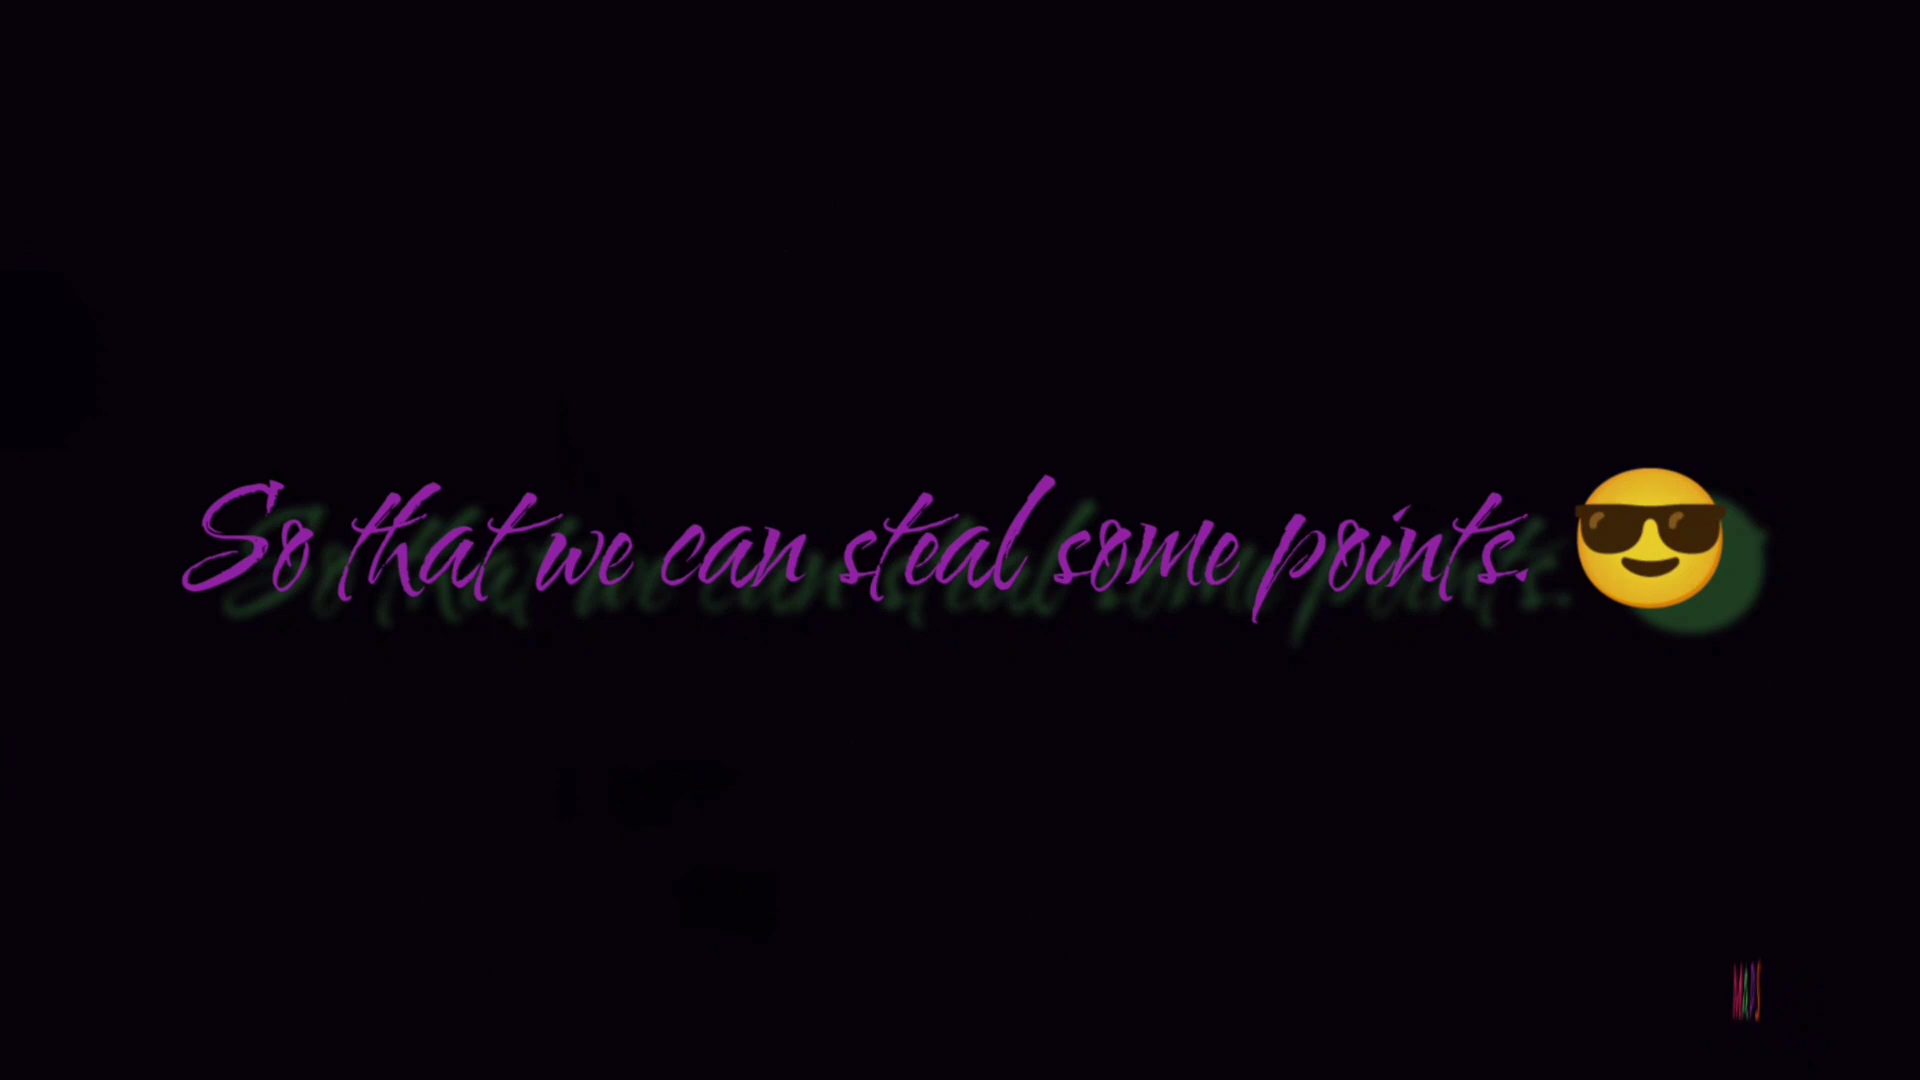 So that we can steal some points. 😎